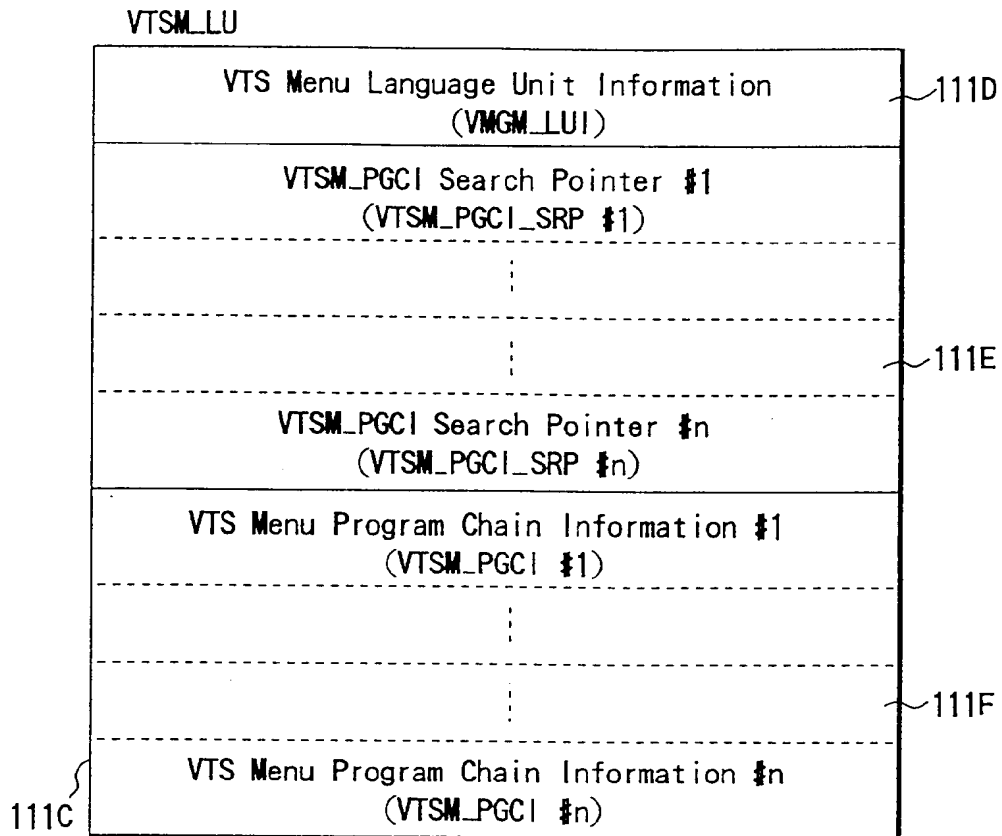 VTSM_LU
VTS Menu Language Unit Information
(VMGM_LUI)
111D
VTSM_PGCI Search Pointer #1
(VTSM_PGCI_SRP #1)
111E
VTSM_PGCI Search Pointer #n
(VTSM_PGCI_SRP #n)
VTS Menu Program Chain Information #1
(VTSM_PGCI #1)
111F
VTS Menu Program Chain Information #n
(VTSM_PGCI #n)
111C